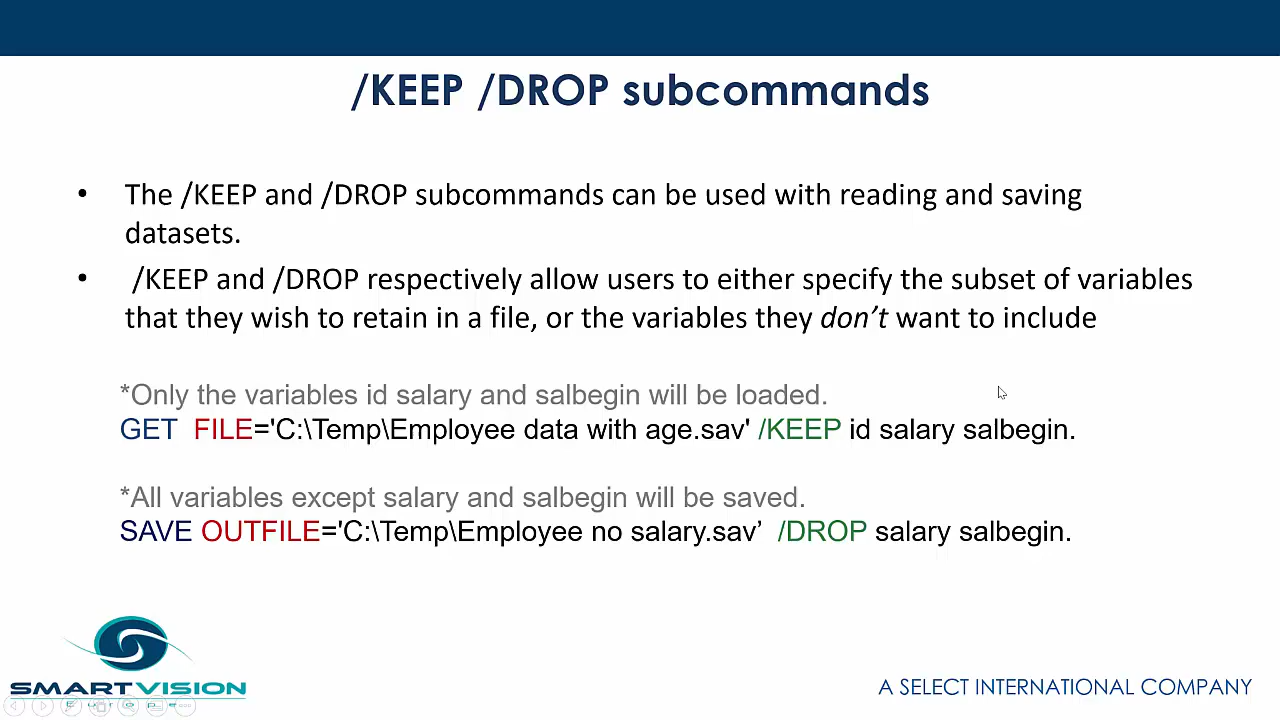 /KEEP /DROP subcommands
• The /KEEP and /DROP subcommands can be used with reading and saving
datasets.
• /KEEP and /DROP respectively allow users to either specify the subset of variables
that they wish to retain in a file, or the variables they don’t want to include
*Only the variables id salary and salbegin will be loaded.
GET FILE='C:\Temp\Employee data with age.sav' /KEEP id salary salbegin.
*All variables except salary and salbegin will be saved.
SAVE OUTFILE='C:\Temp\Employee no salary.sav’ /DROP salary salbegin.
SMART VISION
Europe
A SELECT INTERNATIONAL COMPANY